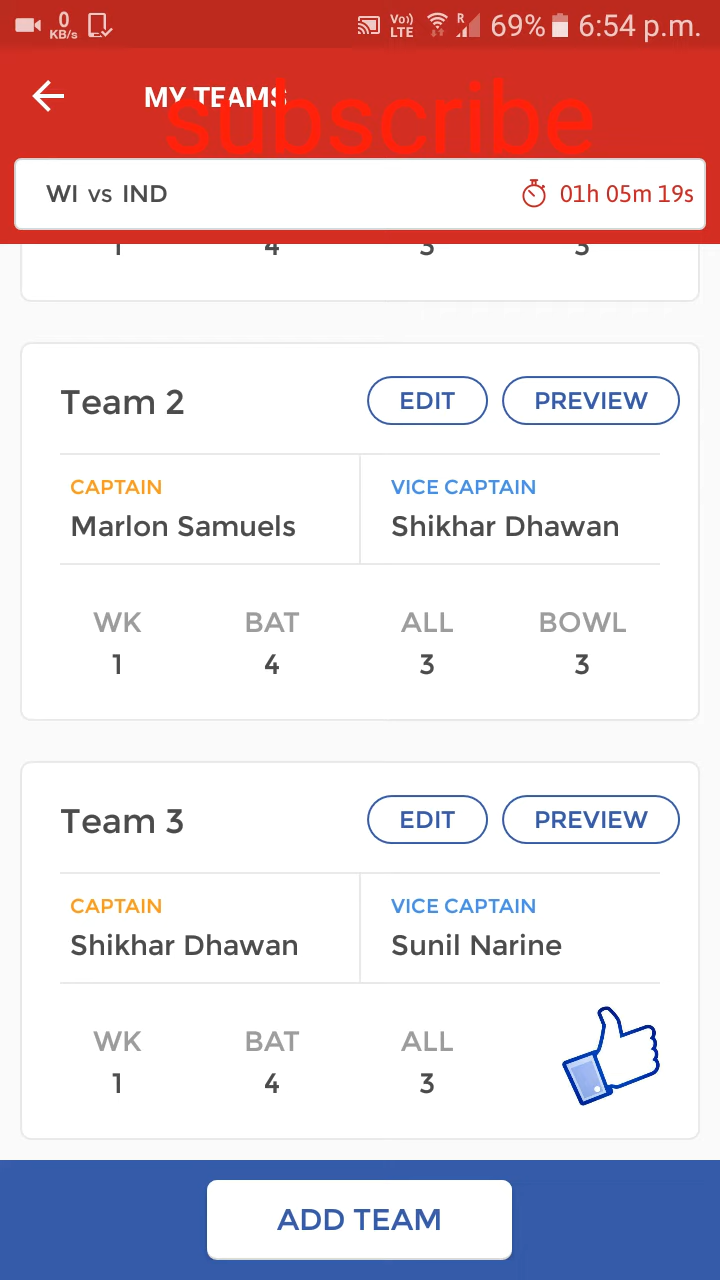 0 KB/s Vo) LTE R 69% 6:54 p.m.
MY TEAMS
subscribe
WI vs IND 01h 05m 19s
1 4 3 3
Team 2 EDIT PREVIEW
CAPTAIN VICE CAPTAIN
Marlon Samuels Shikhar Dhawan
WK BAT ALL BOWL
1 4 3 3
Team 3 EDIT PREVIEW
CAPTAIN VICE CAPTAIN
Shikhar Dhawan Sunil Narine
WK BAT ALL
1 4 3
ADD TEAM